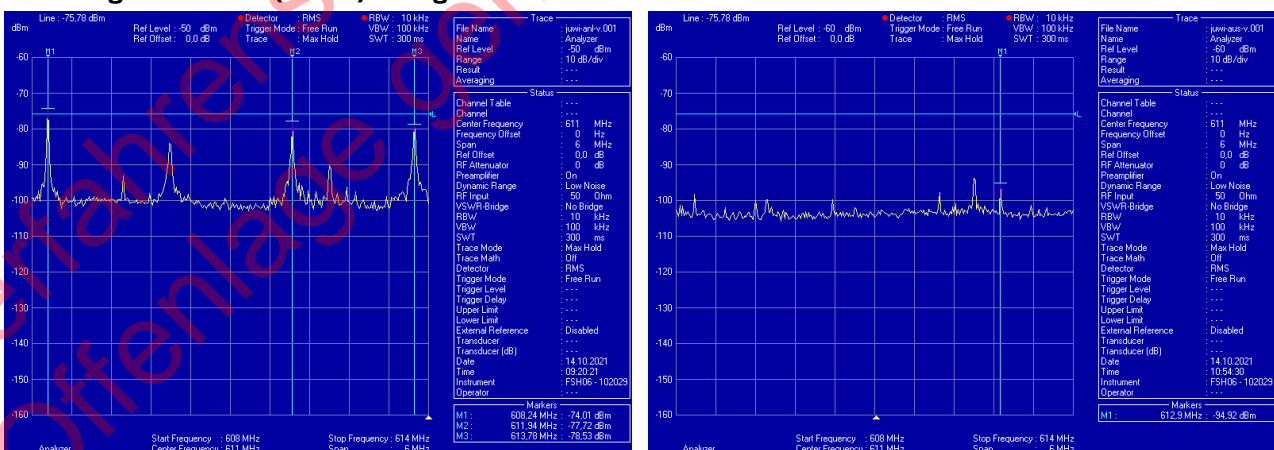 Line : -75,78 dBm
Detector : RMS
RBW : 10 kHz
dBm
Ref Level : -50 dBm
Trigger Mode : Free Run
VBW : 100 kHz
Ref Offset : 0,0 dB
Trace : Max Hold
SWT : 300 ms
M1
M2
M3
-60
-70
-80
-90
-100
-110
-120
-130
-140
-150
-160
L
Analyzer
Start Frequency : 608 MHz
Stop Frequency : 614 MHz
Center Frequency : 611 MHz
Span : 6 MHz
Trace
File Name : juwi-anl-v.001
Name : Analyzer
Ref Level : -50 dBm
Range : 10 dB/div
Result : ---
Averaging : ---
Status
Channel Table : ---
Channel : ---
Center Frequency : 611 MHz
Frequency Offset : 0 Hz
Span : 6 MHz
Ref Offset : 0,0 dB
RF Attenuator : 0 dB
Preamplifier : On
Dynamic Range : Low Noise
RF Input : 50 Ohm
VSWR-Bridge : No Bridge
RBW : 10 kHz
VBW : 100 kHz
SWT : 300 ms
Trace Mode : Max Hold
Trace Math : Off
Detector : RMS
Trigger Mode : Free Run
Trigger Level : ---
Trigger Delay : ---
Upper Limit : ---
Lower Limit : ---
External Reference : Disabled
Transducer : ---
Transducer (dB) : ---
Date : 14.10.2021
Time : 09:20:21
Instrument : FSH06 - 102029
Operator : ---
Markers
M1 : 608,24 MHz : -74,01 dBm
M2 : 611,94 MHz : -77,72 dBm
M3 : 613,78 MHz : -78,53 dBm
Line : -75,78 dBm
Detector : RMS
RBW : 10 kHz
dBm
Ref Level : -60 dBm
Trigger Mode : Free Run
VBW : 100 kHz
Ref Offset : 0,0 dB
Trace : Max Hold
SWT : 300 ms
M1
-60
-70
-80
-90
-100
-110
-120
-130
-140
-150
-160
L
Analyzer
Start Frequency : 608 MHz
Stop Frequency : 614 MHz
Center Frequency : 611 MHz
Span : 6 MHz
Trace
File Name : juwi-aus-v.001
Name : Analyzer
Ref Level : -60 dBm
Range : 10 dB/div
Result : ---
Averaging : ---
Status
Channel Table : ---
Channel : ---
Center Frequency : 611 MHz
Frequency Offset : 0 Hz
Span : 6 MHz
Ref Offset : 0,0 dB
RF Attenuator : 0 dB
Preamplifier : On
Dynamic Range : Low Noise
RF Input : 50 Ohm
VSWR-Bridge : No Bridge
RBW : 10 kHz
VBW : 100 kHz
SWT : 300 ms
Trace Mode : Max Hold
Trace Math : Off
Detector : RMS
Trigger Mode : Free Run
Trigger Level : ---
Trigger Delay : ---
Upper Limit : ---
Lower Limit : ---
External Reference : Disabled
Transducer : ---
Transducer (dB) : ---
Date : 14.10.2021
Time : 10:54:30
Instrument : FSH06 - 102029
Operator : ---
Markers
M1 : 612,9 MHz : -94,92 dBm
erfahrens
Offenlage